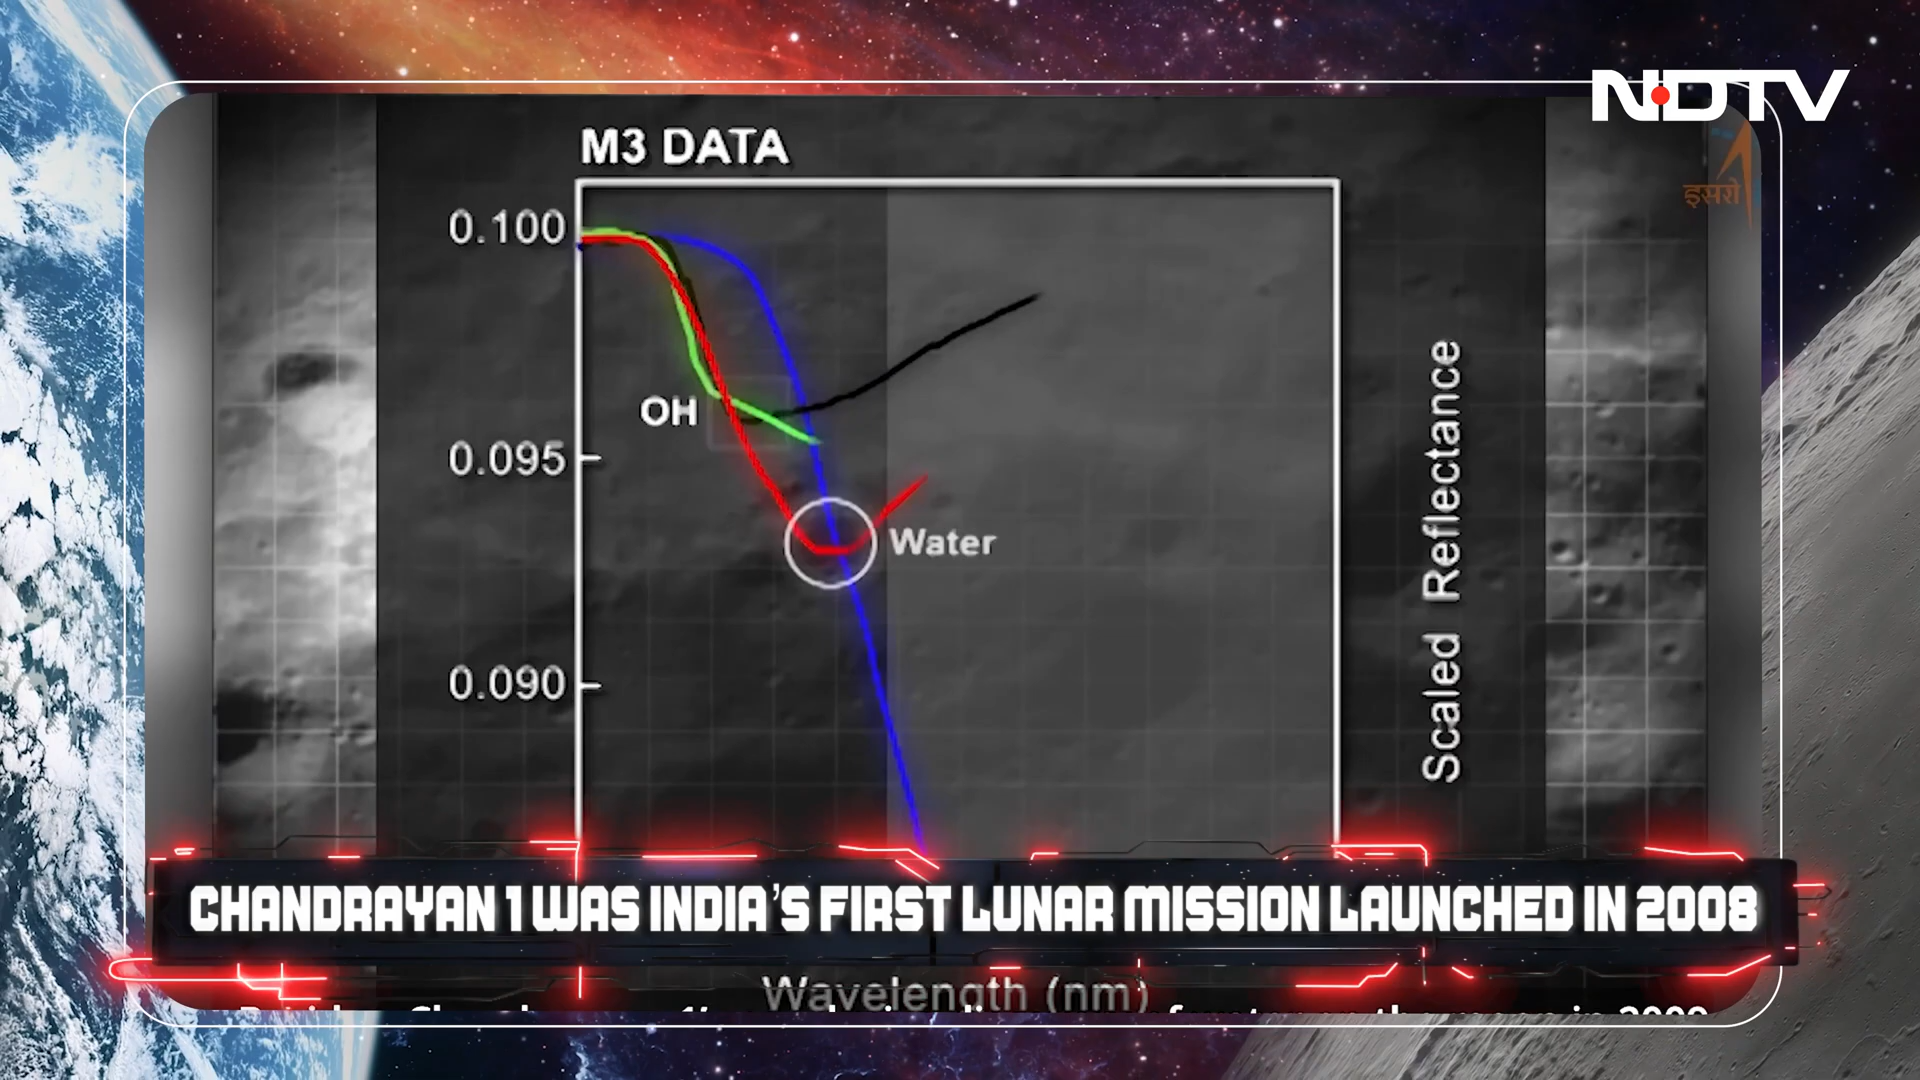 NDTV
M3 DATA
इसरो
0.100
OH
0.095
Water
0.090
Scaled Reflectance
CHANDRAYAN 1 WAS INDIA'S FIRST LUNAR MISSION LAUNCHED IN 2008
Wavelength (nm)